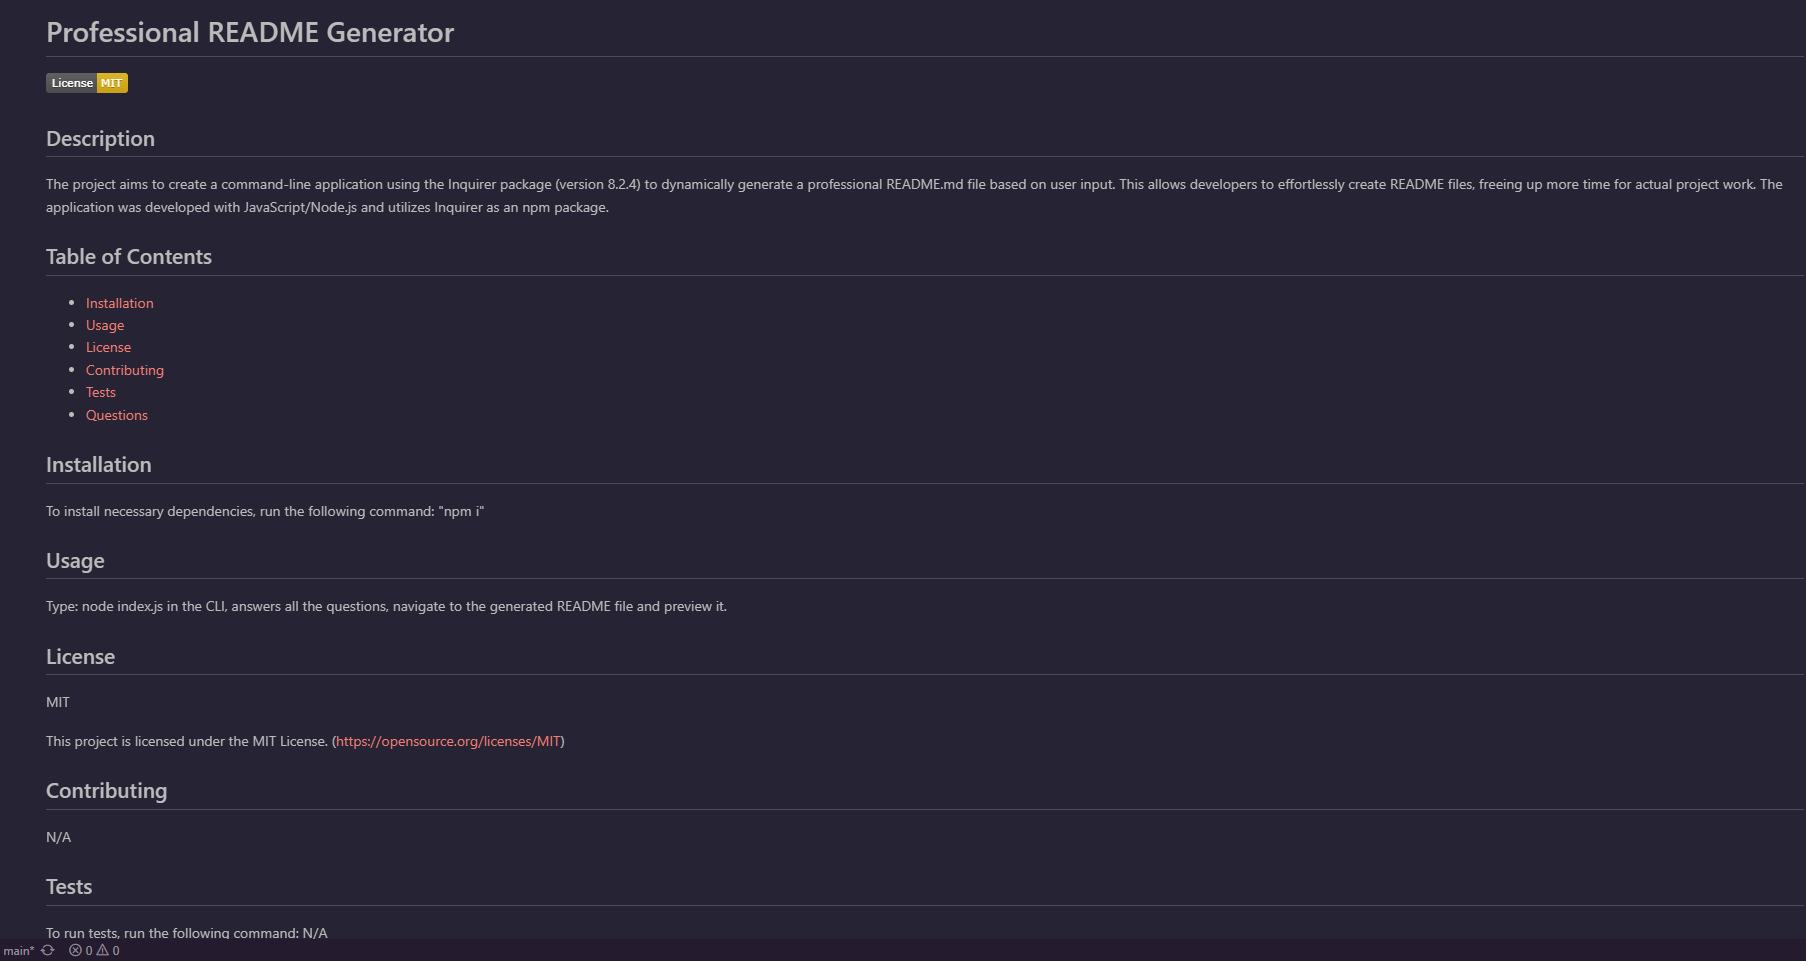 Professional README Generator
License MIT
Description
The project aims to create a command-line application using the Inquirer package (version 8.2.4) to dynamically generate a professional README.md file based on user input. This allows developers to effortlessly create README files, freeing up more time for actual project work. The
application was developed with JavaScript/Node.js and utilizes Inquirer as an npm package.
Table of Contents
Installation
Usage
License
Contributing
Tests
Questions
Installation
To install necessary dependencies, run the following command: "npm i"
Usage
Type: node index.js in the CLI, answers all the questions, navigate to the generated README file and preview it.
License
MIT
This project is licensed under the MIT License. (https://opensource.org/licenses/MIT)
Contributing
N/A
Tests
To run tests, run the following command: N/A
main* 0 0